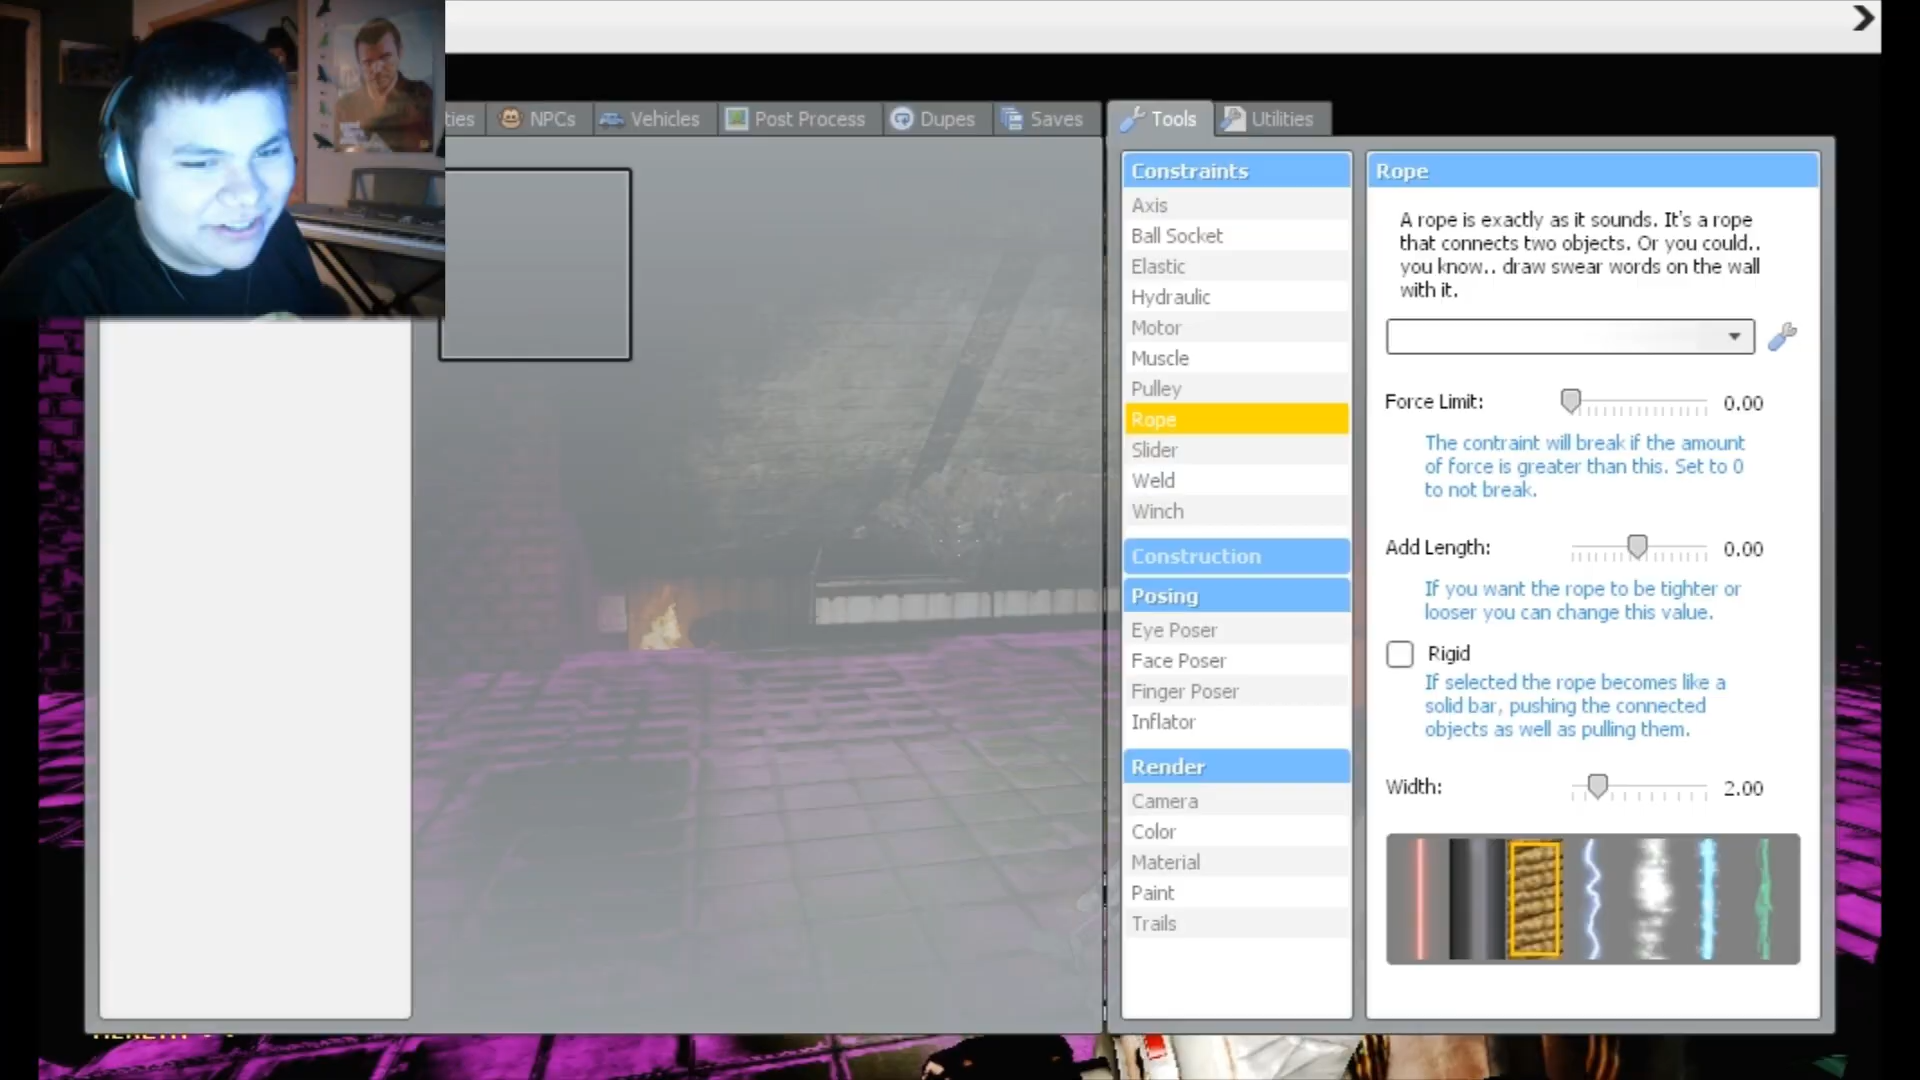 ties NPCs Vehicles Post Process Dupes Saves Tools Utilities
Constraints
Axis
Ball Socket
Elastic
Hydraulic
Motor
Muscle
Pulley
Rope
Slider
Weld
Winch
Construction
Posing
Eye Poser
Face Poser
Finger Poser
Inflator
Render
Camera
Color
Material
Paint
Trails
Rope
A rope is exactly as it sounds. It's a rope
that connects two objects. Or you could..
you know.. draw swear words on the wall
with it.
Force Limit: 0.00
The contraint will break if the amount
of force is greater than this. Set to 0
to not break.
Add Length: 0.00
If you want the rope to be tighter or
looser you can change this value.
Rigid
If selected the rope becomes like a
solid bar, pushing the connected
objects as well as pulling them.
Width: 2.00